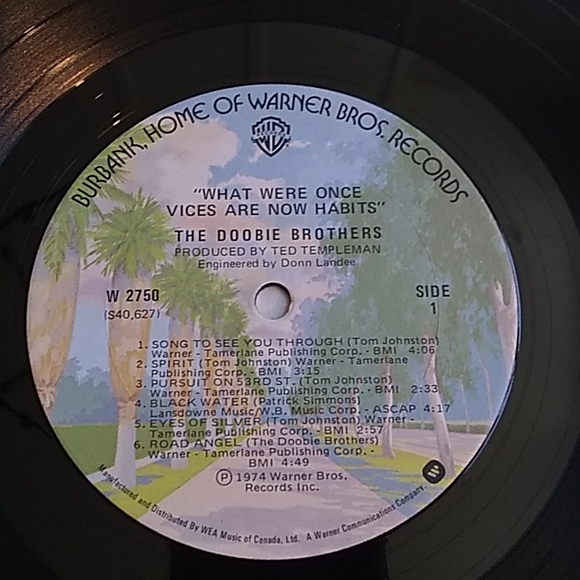 BURBANK, HOME OF WARNER BROS. RECORDS
"WHAT WERE ONCE
VICES ARE NOW HABITS"
THE DOOBIE BROTHERS
PRODUCED BY TED TEMPLEMAN
Engineered by Donn Landee
W 2750
(S40,627)
SIDE
1
1. SONG TO SEE YOU THROUGH (Tom Johnston)
Warner - Tamerlane Publishing Corp. - BMI 4:06
2. SPIRIT (Tom Johnston) Warner - Tamerlane
Publishing Corp. - BMI 3:15
3. PURSUIT ON 53RD ST. (Tom Johnston)
Warner - Tamerlane Publishing Corp. - BMI 2:33
4. BLACK WATER (Patrick Simmons)
Lansdowne Music/W.B. Music Corp. - ASCAP 4:17
5. EYES OF SILVER (Tom Johnston) Warner -
Tamerlane Publishing Corp. - BMI 2:57
6. ROAD ANGEL (The Doobie Brothers)
Warner - Tamerlane Publishing Corp. -
BMI 4:49
Ⓟ 1974 Warner Bros.
Records Inc.
Manufactured and Distributed By WEA Music of Canada, Ltd. A Warner Communications Company.